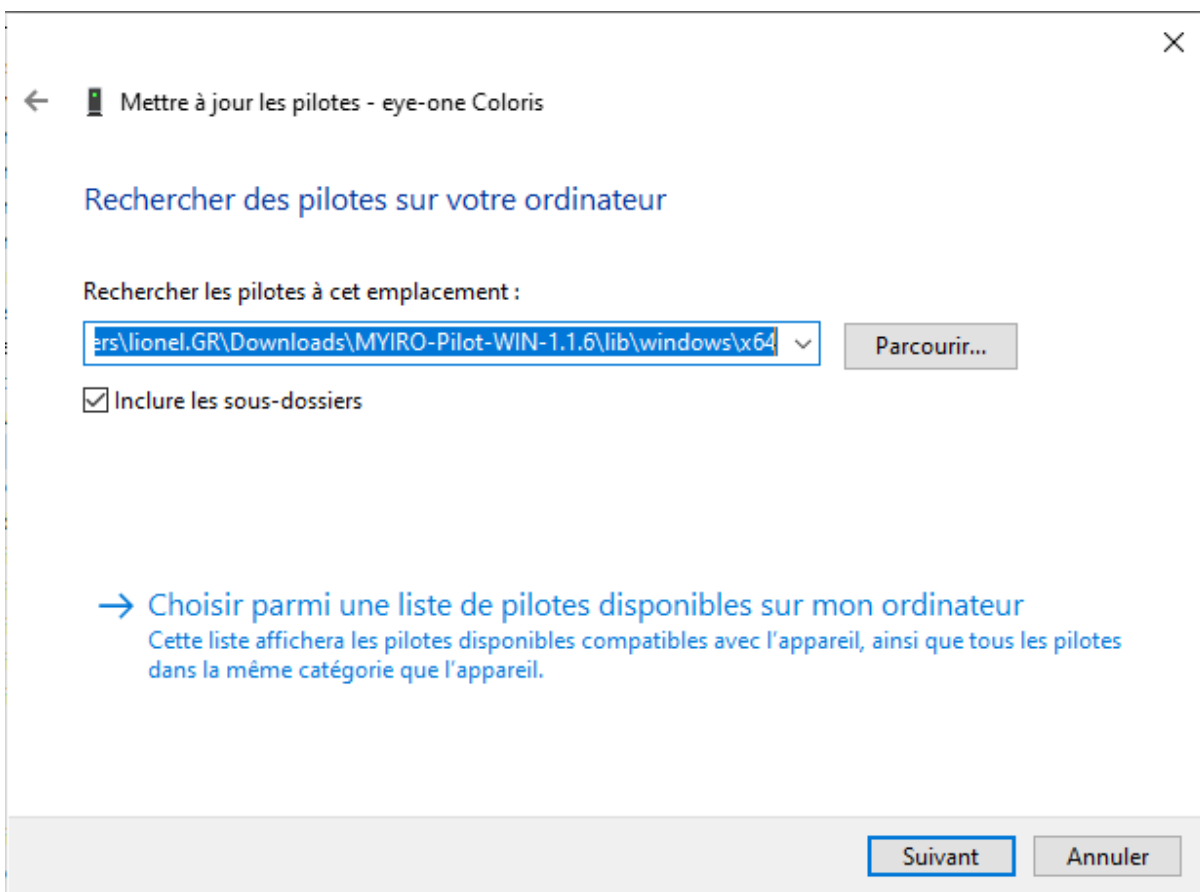 Mettre à jour les pilotes - eye-one Coloris
Rechercher des pilotes sur votre ordinateur
Rechercher les pilotes à cet emplacement :
ers\lionel.GR\Downloads\MYIRO-Pilot-WIN-1.1.6\lib\windows\x64
Parcourir...
Inclure les sous-dossiers
Choisir parmi une liste de pilotes disponibles sur mon ordinateur
Cette liste affichera les pilotes disponibles compatibles avec l’appareil, ainsi que tous les pilotes
dans la même catégorie que l’appareil.
Suivant
Annuler